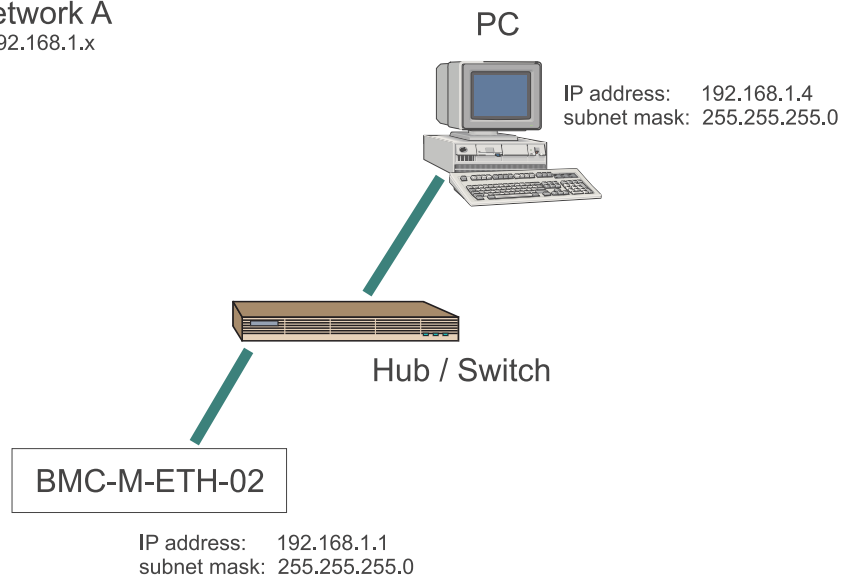 etwork A
92.168.1.x
PC
IP address: 192.168.1.4
subnet mask: 255.255.255.0
Hub / Switch
BMC-M-ETH-02
IP address: 192.168.1.1
subnet mask: 255.255.255.0